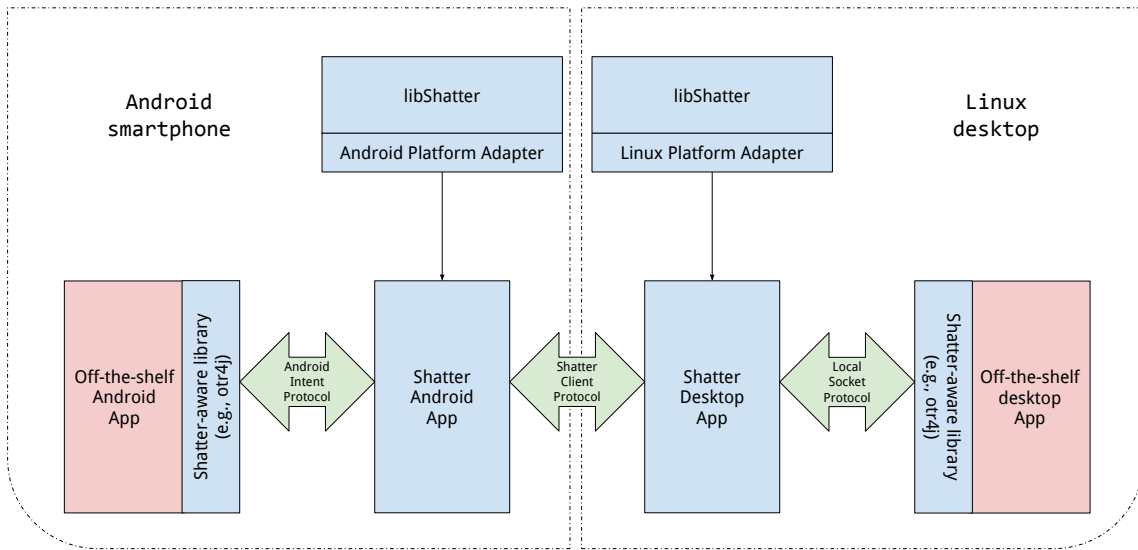 Android
smartphone
libShatter
Android Platform Adapter
libShatter
Linux Platform Adapter
Linux
desktop
Off-the-shelf
Android
App
Shatter-aware library
(e.g., otr4j)
Android
Intent
Protocol
Shatter
Android
App
Shatter
Client
Protocol
Shatter
Desktop
App
Local
Socket
Protocol
Shatter-aware library
(e.g., otr4j)
Off-the-shelf
desktop
App